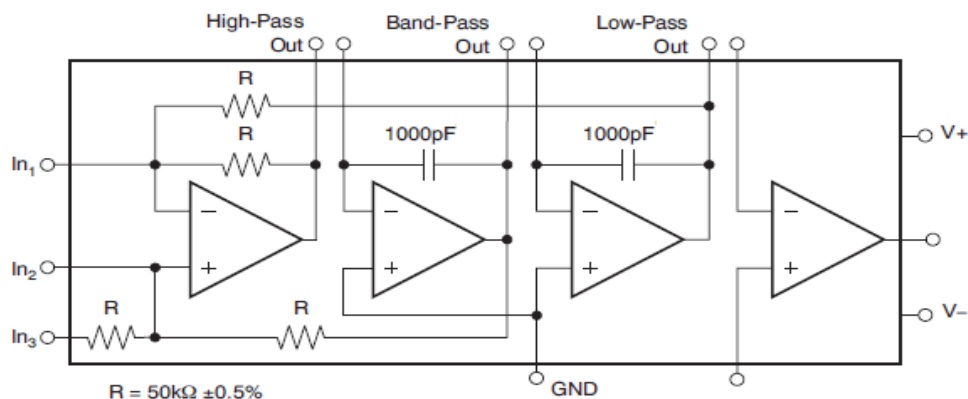 High-Pass
Out
Band-Pass
Out
Low-Pass
Out
R
R
1000pF
1000pF
V+
In1
−
−
−
−
In2
+
+
+
+
R
R
In3
V−
R = 50kΩ ±0.5%
GND